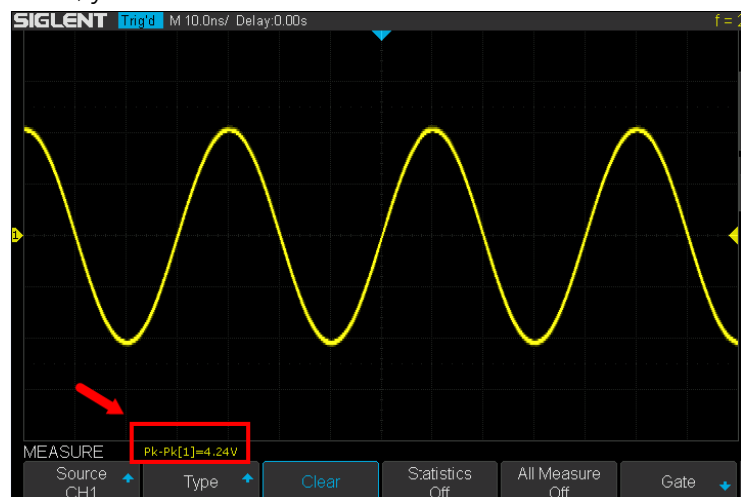 SIGLENT Trig'd M 10.0ns/ Delay:0.00s f =
1
MEASURE Pk-Pk[1]=4.24V
Source Type Clear Statistics All Measure Gate
CH1 Off Off